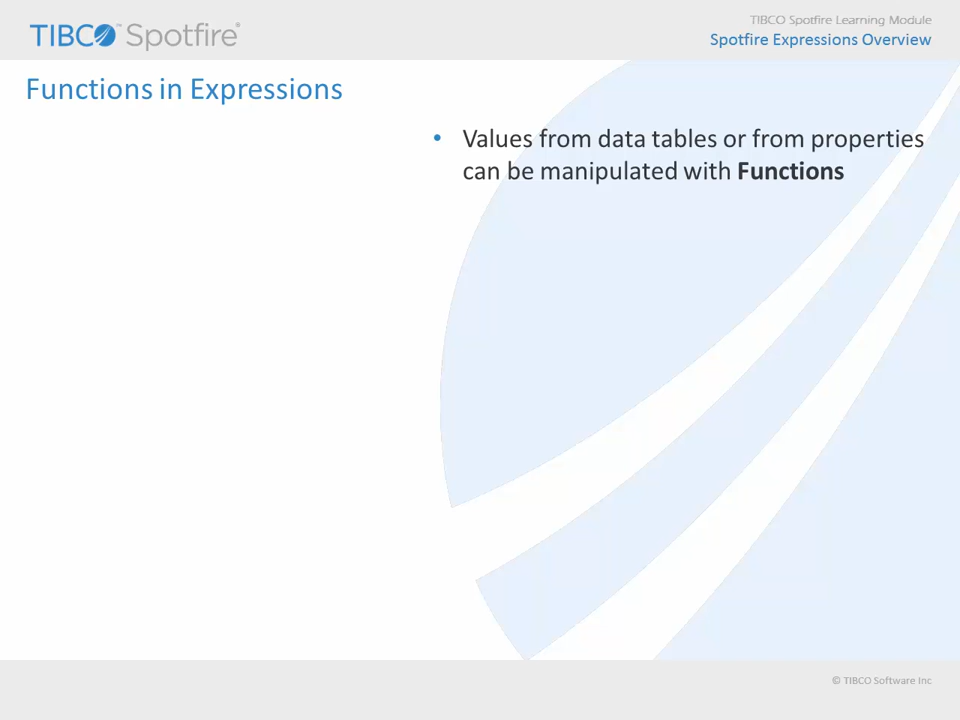 TIBCO™ Spotfire®
TIBCO Spotfire Learning Module
Spotfire Expressions Overview
Functions in Expressions
• Values from data tables or from properties
can be manipulated with Functions
© TIBCO Software Inc